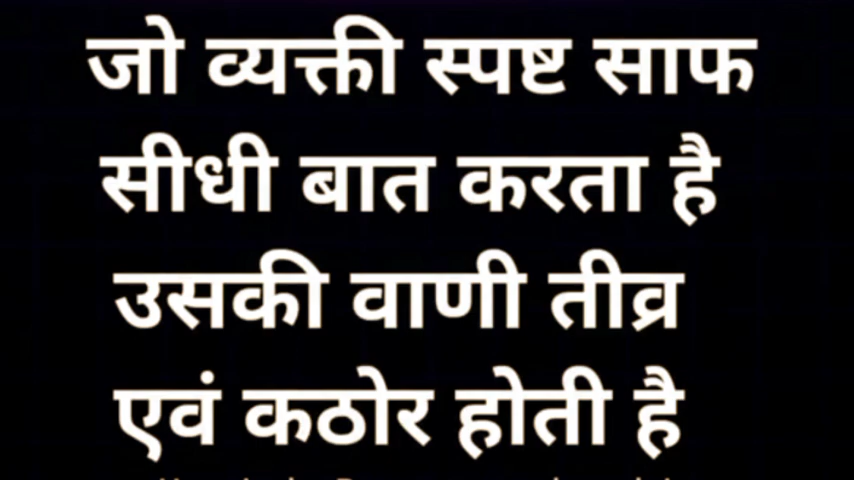 जो व्यक्ती स्पष्ट साफ
सीधी बात करता है
उसकी वाणी तीव्र
एवं कठोर होती है